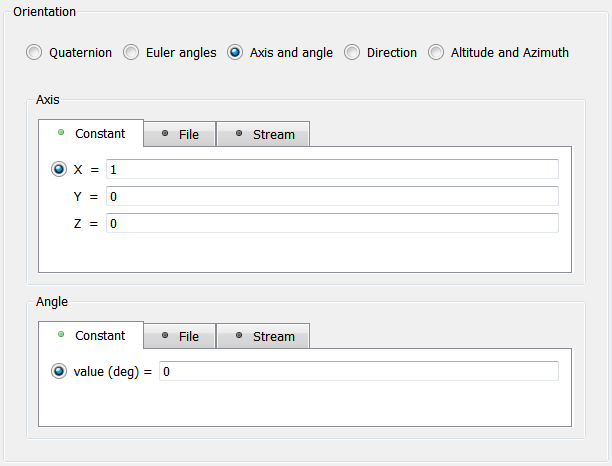 Orientation
Quaternion Euler angles Axis and angle Direction Altitude and Azimuth
Axis
Constant File Stream
X = 1
Y = 0
Z = 0
Angle
Constant File Stream
value (deg) = 0